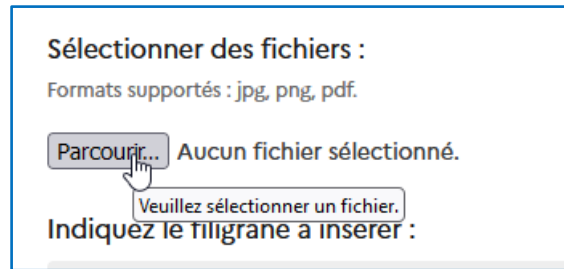 Sélectionner des fichiers :
Formats supportés : jpg, png, pdf.
Parcourir... Aucun fichier sélectionné.
Veuillez sélectionner un fichier.
Indiquez le filigrane à insérer :